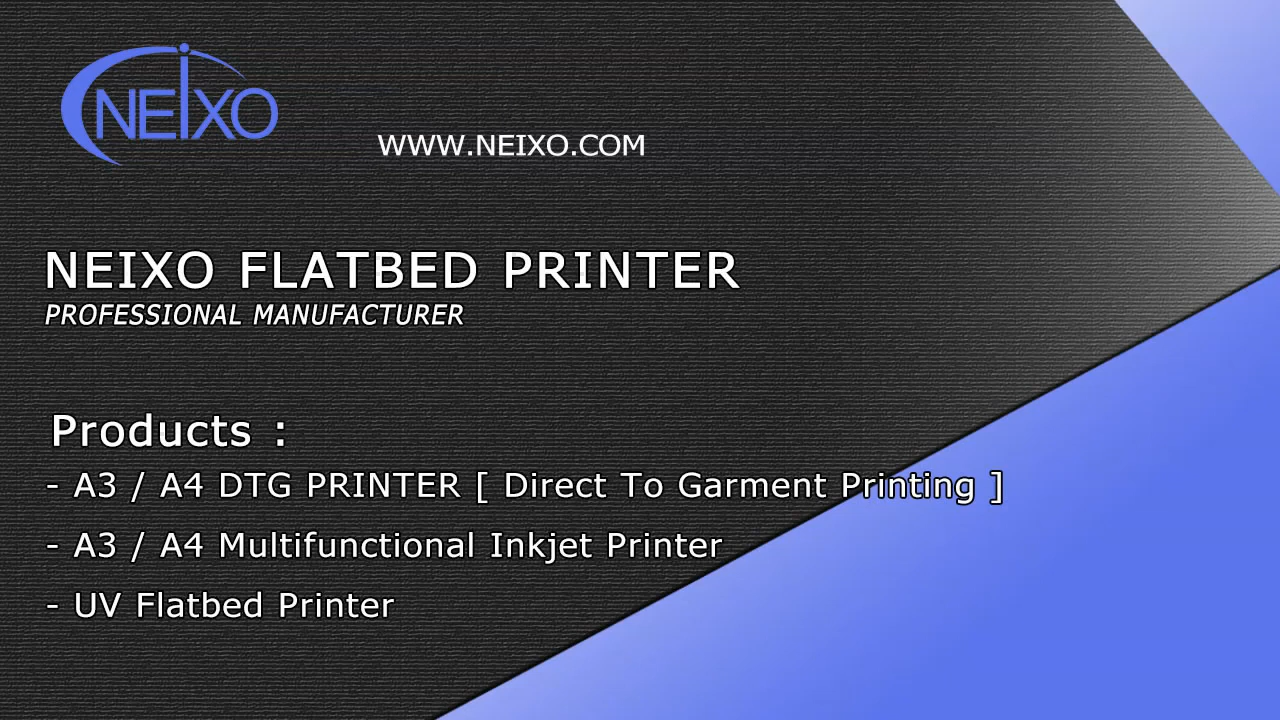 NEiXO
WWW.NEIXO.COM
NEIXO FLATBED PRINTER
PROFESSIONAL MANUFACTURER
Products :
- A3 / A4 DTG PRINTER [ Direct To Garment Printing ]
- A3 / A4 Multifunctional Inkjet Printer
- UV Flatbed Printer